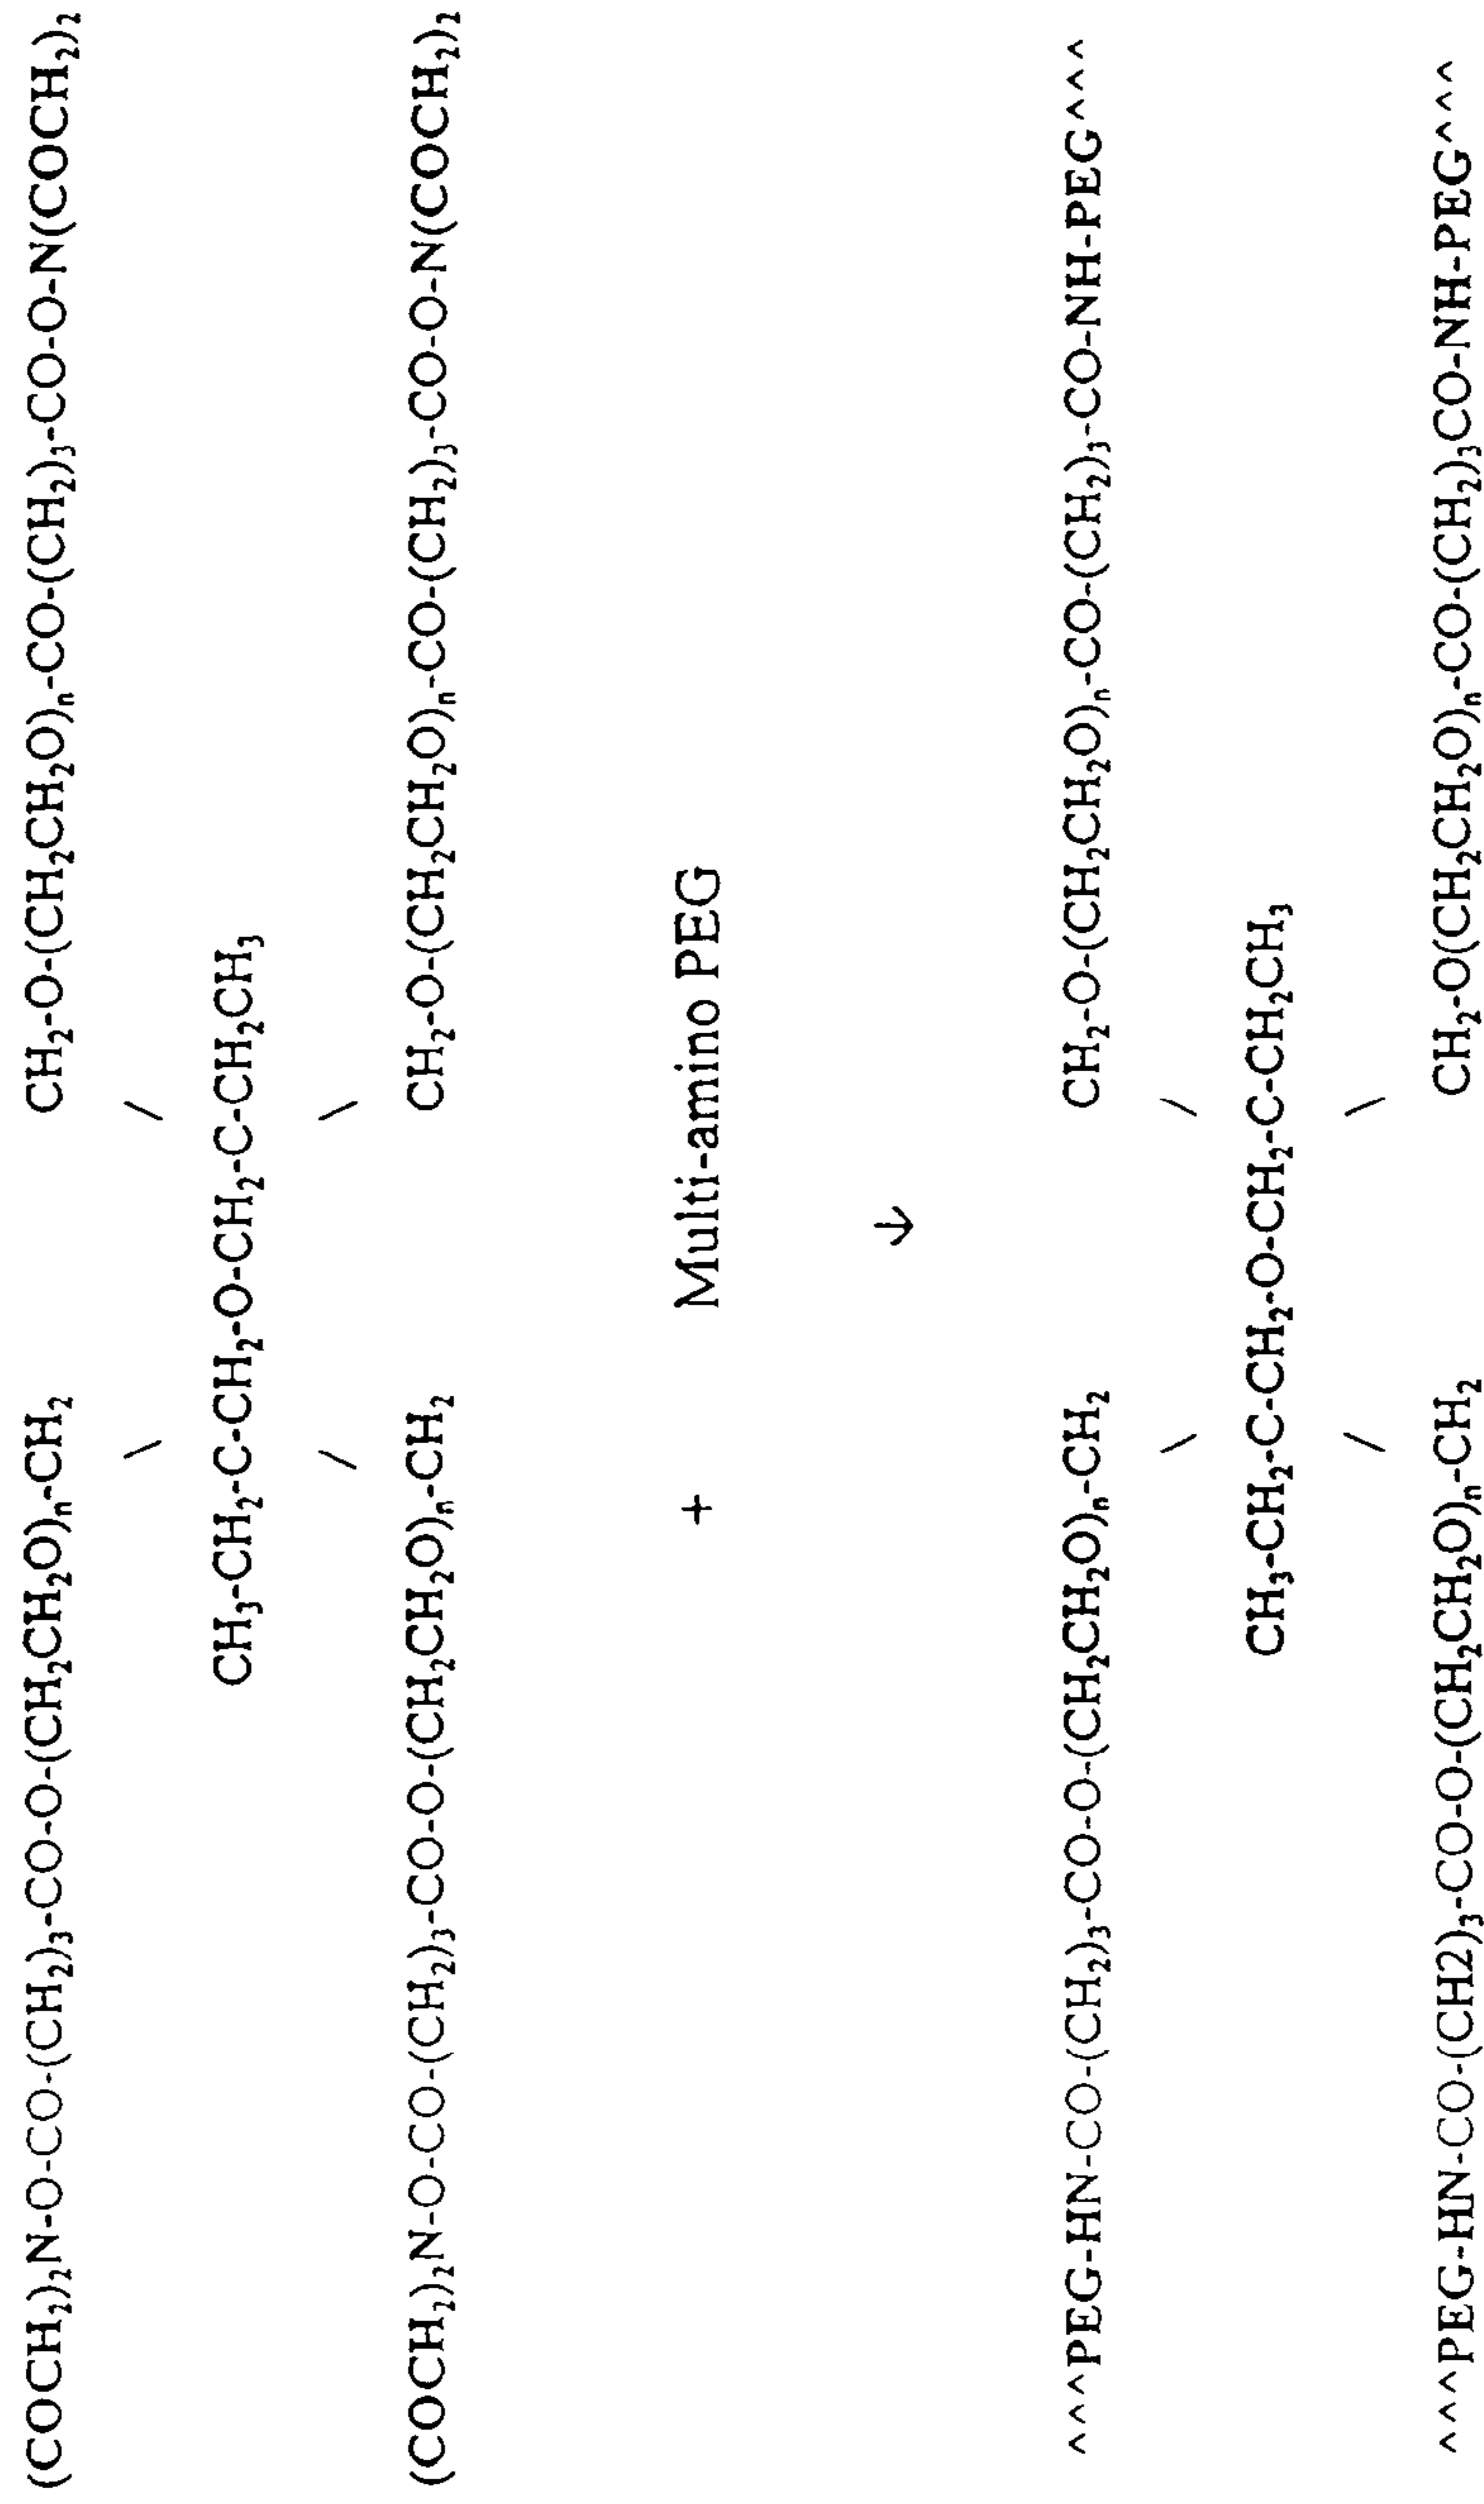 (COCH₂)₂N-O-CO-(CH₂)₃-CO-O-(CH₂CH₂O)ₙ-CH₂ CH₂-O-(CH₂CH₂O)ₙ-CO-(CH₂)₃-CO-O-N(COCH₂)₂
\ /
CH₃-CH₂-C-CH₂-O-CH₂-C-CH₂CH₃
/ \
(COCH₂)₂N-O-CO-(CH₂)₃-CO-O-(CH₂CH₂O)ₙ-CH₂ CH₂-O-(CH₂CH₂O)ₙ-CO-(CH₂)₃-CO-O-N(COCH₂)₂
+ Multi-amino PEG
↓
^^^PEG-HN-CO-(CH₂)₃-CO-O-(CH₂CH₂O)ₙ-CH₂ CH₂-O-(CH₂CH₂O)ₙ-CO-(CH₂)₃-CO-NH-PEG^^^
\ /
CH₃-CH₂-C-CH₂-O-CH₂-C-CH₂CH₃
/ \
^^^PEG-HN-CO-(CH2)₃-CO-O-(CH₂CH₂O)ₙ-CH₂ CH₂-O(CH₂CH₂O)ₙ-CO-(CH₂)₃CO-NH-PEG^^^